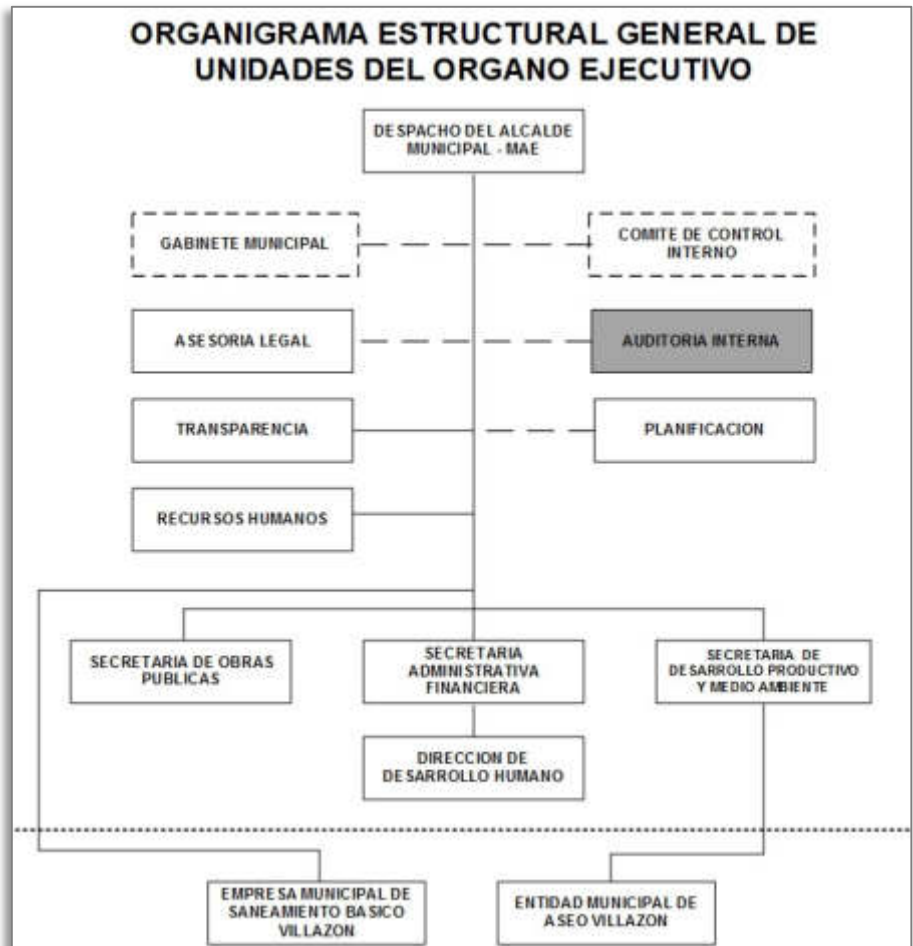 ORGANIGRAMA ESTRUCTURAL GENERAL DE
UNIDADES DEL ORGANO EJECUTIVO
DESPACHO DEL ALCALDE
MUNICIPAL - MAE
GABINETE MUNICIPAL
COMITE DE CONTROL
INTERNO
ASESORIA LEGAL
AUDITORIA INTERNA
TRANSPARENCIA
PLANIFICACION
RECURSOS HUMANOS
SECRETARIA DE OBRAS
PUBLICAS
SECRETARIA
ADMINISTRATIVA
FINANCIERA
SECRETARIA DE
DESARROLLO PRODUCTIVO
Y MEDIO AMBIENTE
DIRECCION DE
DESARROLLO HUMANO
EMPRESA MUNICIPAL DE
SANEAMIENTO BASICO
VILLAZON
ENTIDAD MUNICIPAL DE
ASEO VILLAZON